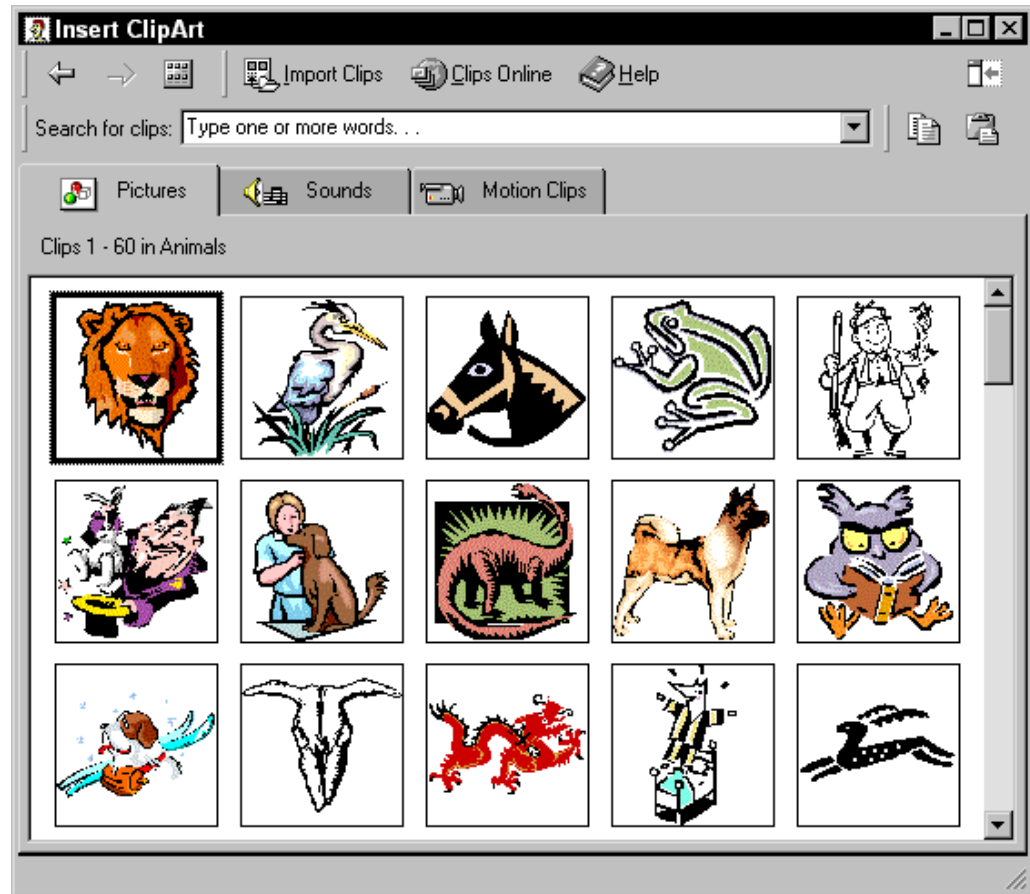 Insert ClipArt
Import Clips Clips Online Help
Search for clips: Type one or more words. . .
Pictures Sounds Motion Clips
Clips 1 - 60 in Animals